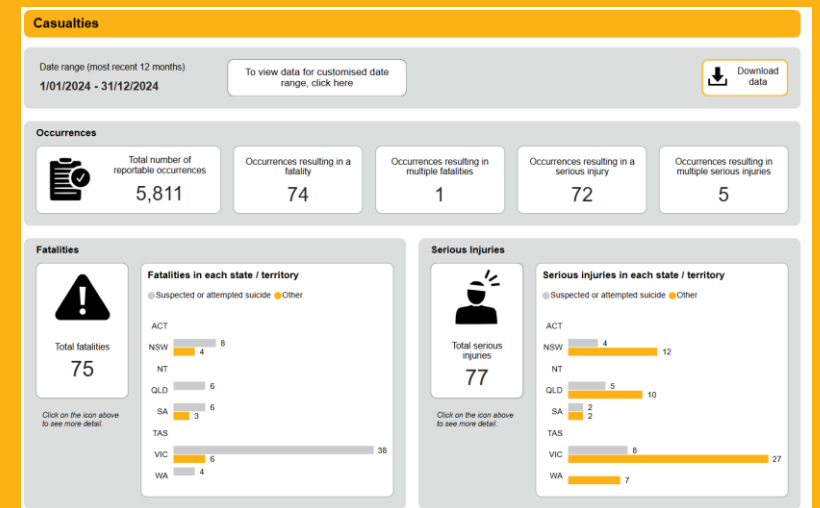 Casualties
Date range (most recent 12 months)
1/01/2024 - 31/12/2024
To view data for customised date
range, click here
Download
data
Occurrences
Total number of
reportable occurrences
5,811
Occurrences resulting in a
fatality
74
Occurrences resulting in
multiple fatalities
1
Occurrences resulting in a
serious injury
72
Occurrences resulting in
multiple serious injuries
5
Fatalities
Total fatalities
75
Click on the icon above
to see more detail.
Fatalities in each state / territory
Suspected or attempted suicide Other
ACT
NSW 8
4
NT
QLD 6
SA 6
3
TAS
VIC 38
6
WA 4
Serious Injuries
Total serious
injuries
77
Click on the icon above
to see more detail.
Serious injuries in each state / territory
Suspected or attempted suicide Other
ACT
NSW 4
12
NT
QLD 5
10
SA 2
2
TAS
VIC 8
27
WA 7